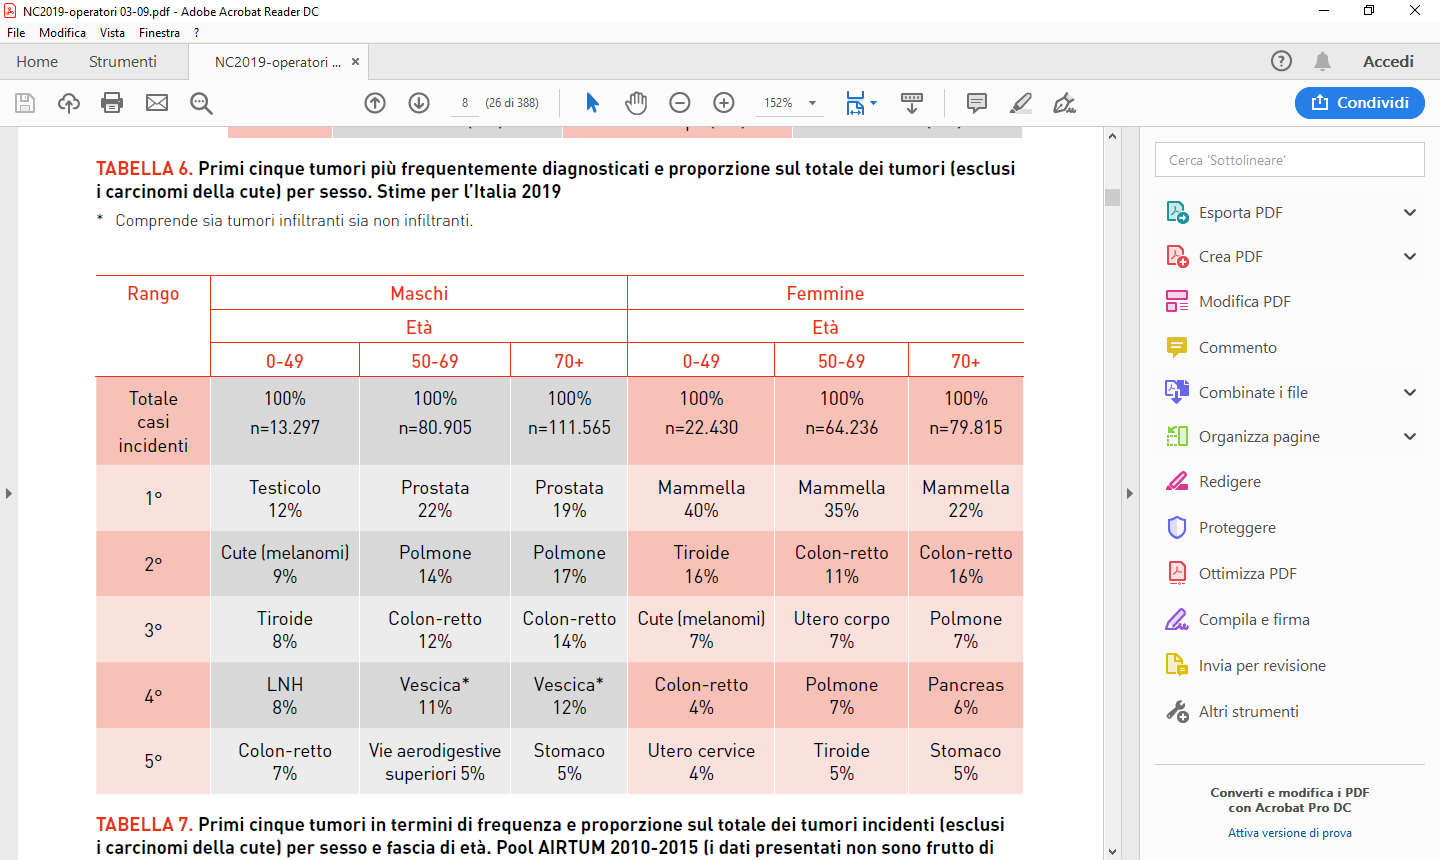 NC2019-operatori 03-09.pdf - Adobe Acrobat Reader DC
File Modifica Vista Finestra ?
Home Strumenti NC2019-operatori ... × Accedi
8 (26 di 388) 152% Condividi
TABELLA 6. Primi cinque tumori più frequentemente diagnosticati e proporzione sul totale dei tumori (esclusi
i carcinomi della cute) per sesso. Stime per l’Italia 2019
* Comprende sia tumori infiltranti sia non infiltranti.
Rango Maschi Femmine
Età Età
0-49 50-69 70+ 0-49 50-69 70+
Totale casi incidenti
100% 100% 100% 100% 100% 100%
n=13.297 n=80.905 n=111.565 n=22.430 n=64.236 n=79.815
1° Testicolo Prostata Prostata Mammella Mammella Mammella
12% 22% 19% 40% 35% 22%
2° Cute (melanomi) Polmone Polmone Tiroide Colon-retto Colon-retto
9% 14% 17% 16% 11% 16%
3° Tiroide Colon-retto Colon-retto Cute (melanomi) Utero corpo Polmone
8% 12% 14% 7% 7% 7%
4° LNH Vescica* Vescica* Colon-retto Polmone Pancreas
8% 11% 12% 4% 7% 6%
5° Colon-retto Vie aerodigestive Stomaco Utero cervice Tiroide Stomaco
7% superiori 5% 5% 4% 5% 5%
TABELLA 7. Primi cinque tumori in termini di frequenza e proporzione sul totale dei tumori incidenti (esclusi
i carcinomi della cute) per sesso e fascia di età. Pool AIRTUM 2010-2015 (i dati presentati non sono frutto di
Cerca 'Sottolineare'
Esporta PDF
Crea PDF
Modifica PDF
Commento
Combinate i file
Organizza pagine
Redigere
Proteggere
Ottimizza PDF
Compila e firma
Invia per revisione
Altri strumenti
Converti e modifica i PDF
con Acrobat Pro DC
Attiva versione di prova